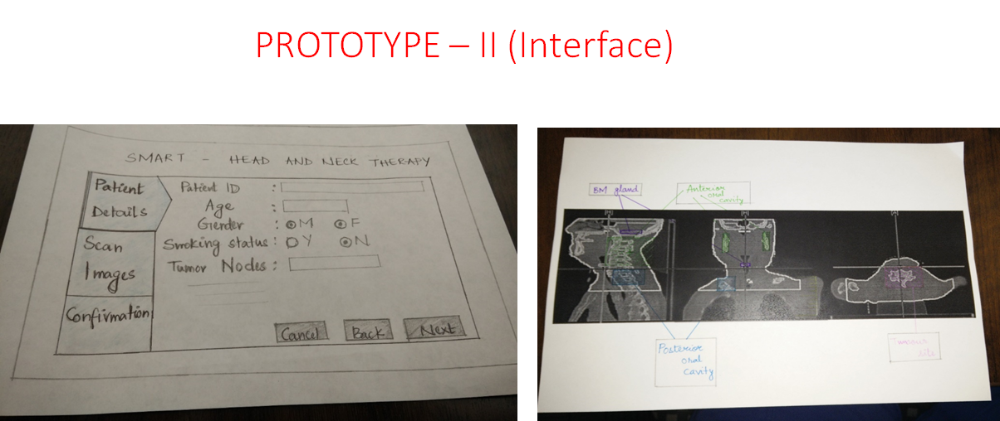 PROTOTYPE – II (Interface)
SMART - HEAD AND NECK THERAPY
Patient
Details
Scan
Images
Confirmation
Patient ID :
Age :
Gender : M F
Smoking status : Y N
Tumor Nodes :
Cancel Back Next
BM gland
Anterior
oral
cavity
Posterior
oral
cavity
Tumour
site